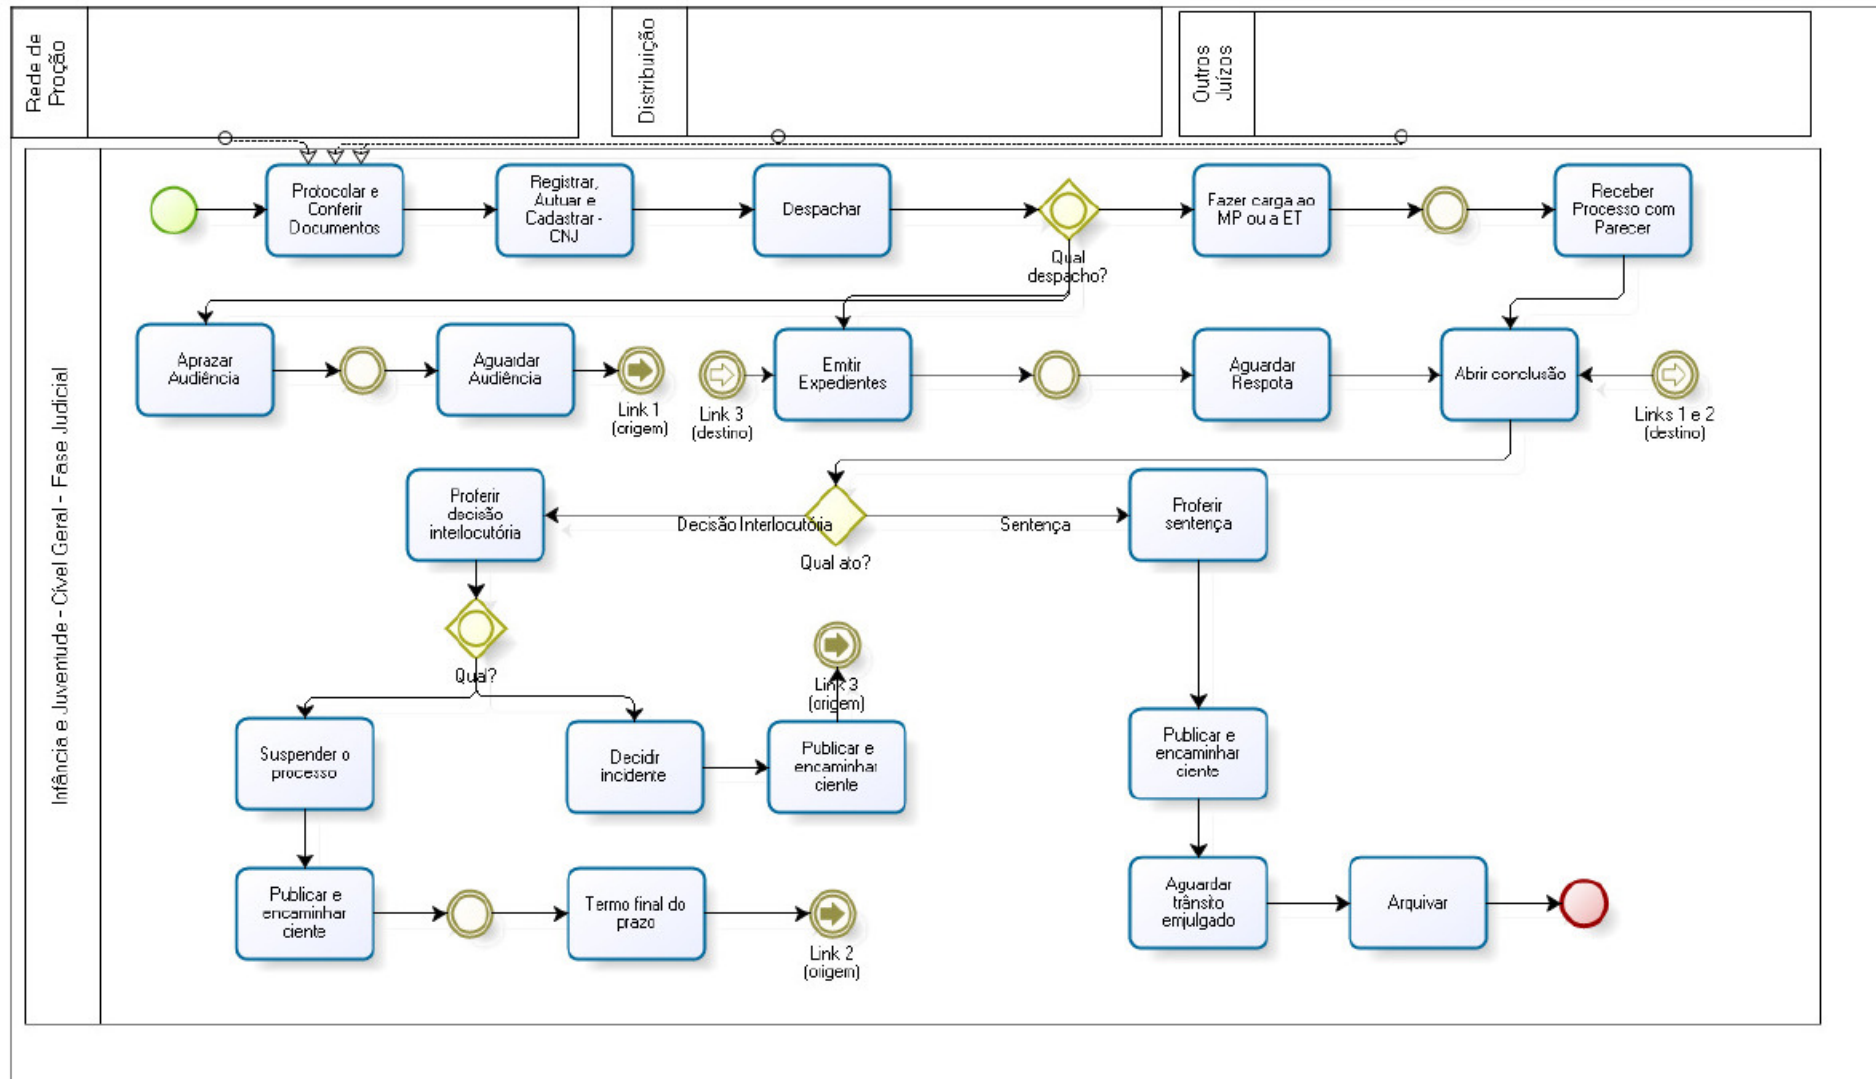 Rede de
Proção
Distribuição
Outros
Juízos
Infância e Juventude - Cível Geral - Fase Judicial
Protocolar e
Conferir
Documentos
Registrar,
Autuar e
Cadastrar -
CNJ
Despachar
Qual
despacho?
Fazer carga ao
MP ou a ET
Receber
Processo com
Parecer
Aprazar
Audiência
Aguardar
Audiência
Link 1
(origem)
Link 3
(destino)
Emitir
Expedientes
Aguardar
Respota
Abrir conclusão
Links 1 e 2
(destino)
Proferir
decisão
interlocutória
Decisão Interlocutória
Qual ato?
Sentença
Proferir
sentença
Qual?
Link 3
(origem)
Suspender o
processo
Decidir
incidente
Publicar e
encaminhar
ciente
Publicar e
encaminhar
ciente
Publicar e
encaminhar
ciente
Termo final do
prazo
Link 2
(origem)
Aguardar
trânsito
emjulgado
Arquivar